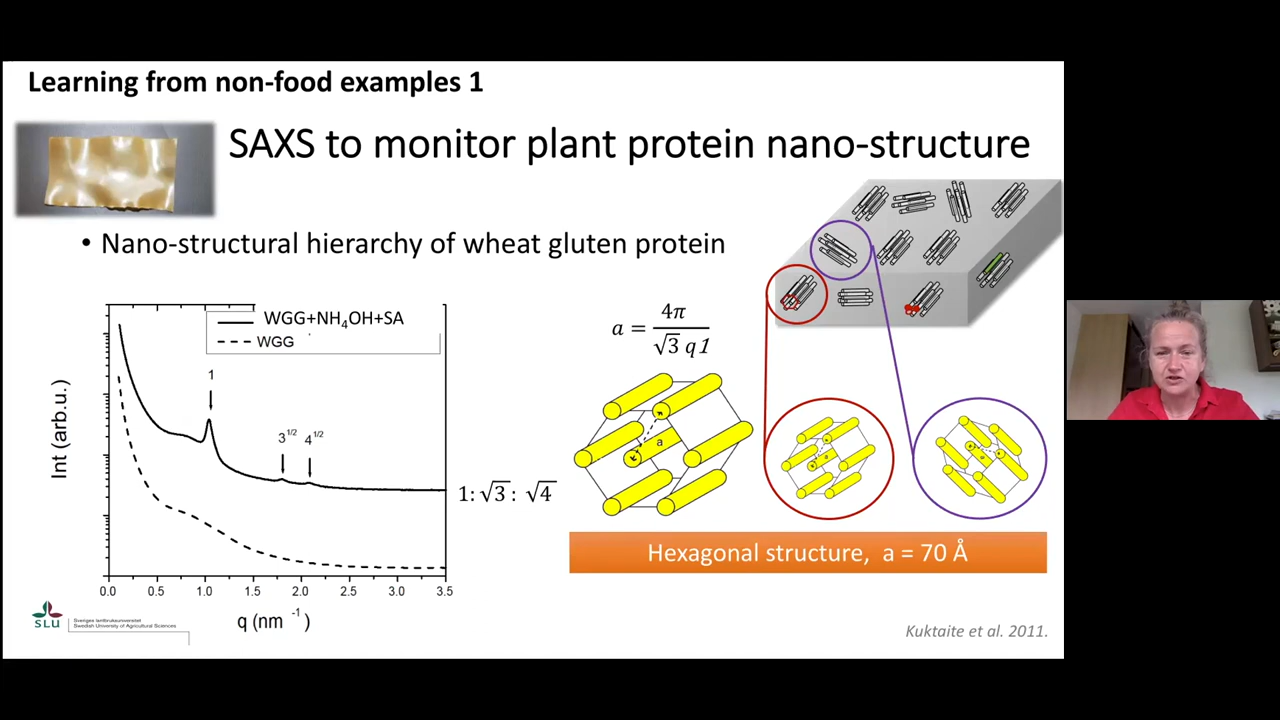 Learning from non-food examples 1
SAXS to monitor plant protein nano-structure
• Nano-structural hierarchy of wheat gluten protein
WGG+NH₄OH+SA
WGG
1
3^1/2
4^1/2
Int (arb.u.)
0.0 0.5 1.0 1.5 2.0 2.5 3.0 3.5
q (nm⁻¹)
1:√3: √4
a = 4π / √3 q1
a
a
Hexagonal structure, a = 70 Å
SLU
Sveriges lantbruksuniversitet
Swedish University of Agricultural Sciences
Kuktaite et al. 2011.